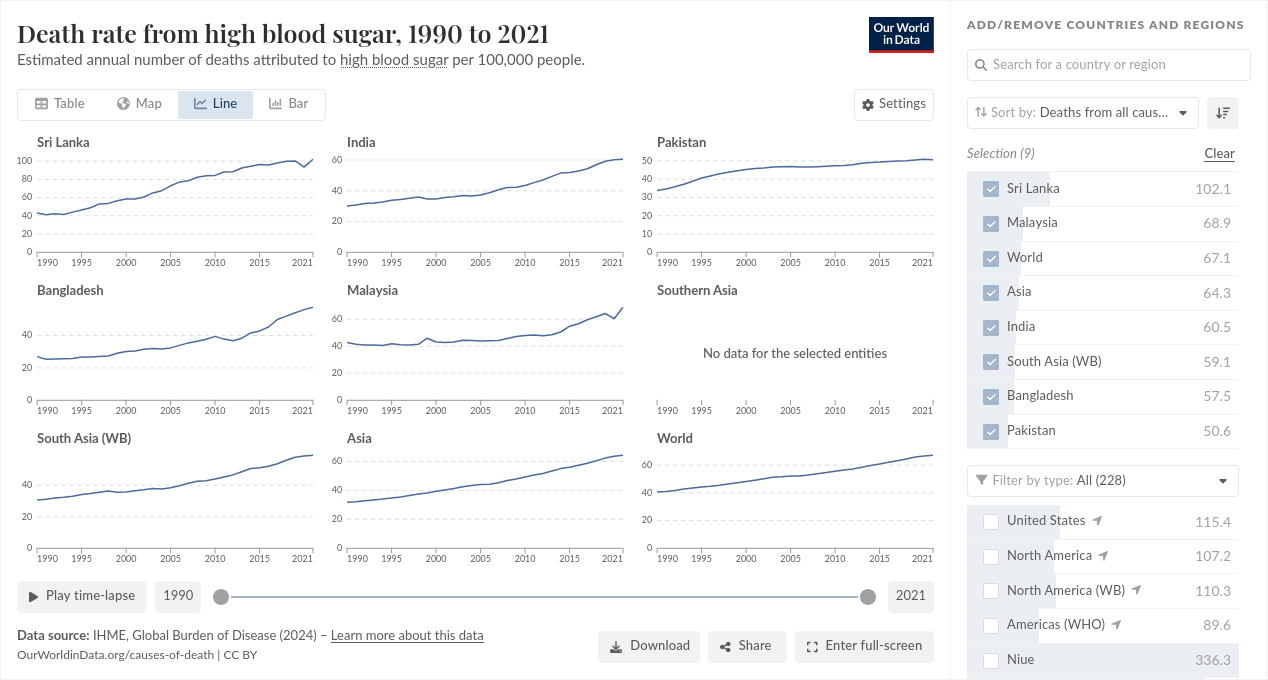 Death rate from high blood sugar, 1990 to 2021
Estimated annual number of deaths attributed to high blood sugar per 100,000 people.
Our World
in Data
Table Map Line Bar
Settings
Sri Lanka
100
80
60
40
20
0
1990 1995 2000 2005 2010 2015 2021
India
60
40
20
0
1990 1995 2000 2005 2010 2015 2021
Pakistan
50
40
30
20
10
0
1990 1995 2000 2005 2010 2015 2021
Bangladesh
40
20
0
1990 1995 2000 2005 2010 2015 2021
Malaysia
60
40
20
0
1990 1995 2000 2005 2010 2015 2021
Southern Asia
No data for the selected entities
1990 1995 2000 2005 2010 2015 2021
South Asia (WB)
40
20
0
1990 1995 2000 2005 2010 2015 2021
Asia
60
40
20
0
1990 1995 2000 2005 2010 2015 2021
World
60
40
20
0
1990 1995 2000 2005 2010 2015 2021
Play time-lapse 1990 2021
Data source: IHME, Global Burden of Disease (2024) – Learn more about this data
OurWorldinData.org/causes-of-death | CC BY
Download Share Enter full-screen
ADD/REMOVE COUNTRIES AND REGIONS
Search for a country or region
Sort by: Deaths from all caus...
Selection (9) Clear
Sri Lanka 102.1
Malaysia 68.9
World 67.1
Asia 64.3
India 60.5
South Asia (WB) 59.1
Bangladesh 57.5
Pakistan 50.6
Filter by type: All (228)
United States 115.4
North America 107.2
North America (WB) 110.3
Americas (WHO) 89.6
Niue 336.3